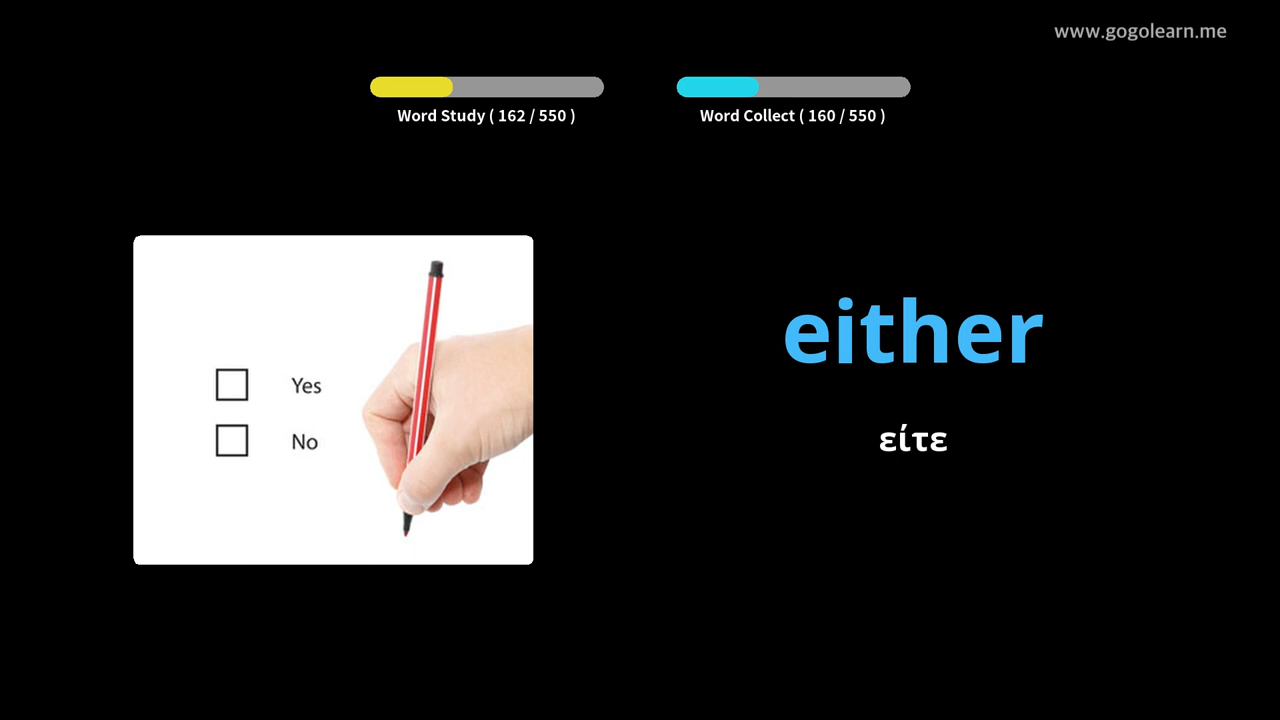 www.gogolearn.me
Word Study ( 162 / 550 )
Word Collect ( 160 / 550 )
Yes
No
either
είτε